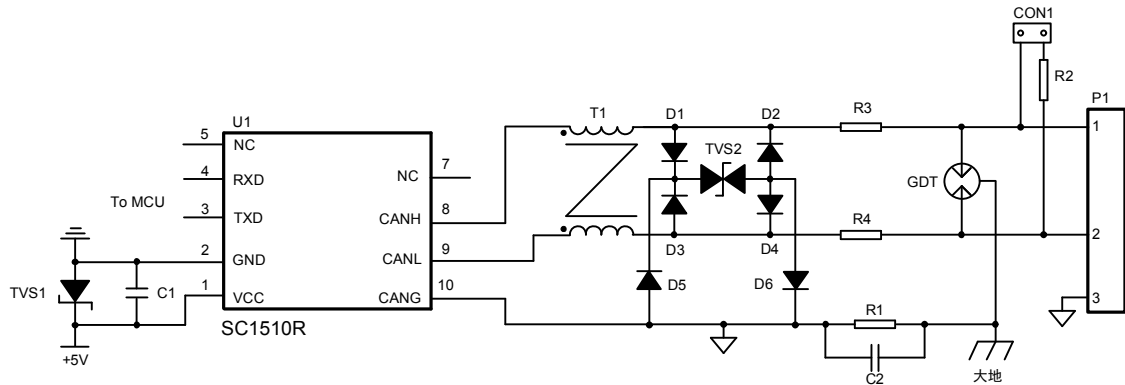 CON1
R2
P1
U1
T1
D1
D2
R3
1
5
NC
TVS2
7
NC
4
RXD
GDT
To MCU
3
TXD
8
CANH
R4
2
2
GND
9
CANL
D3
D4
TVS1
C1
1
VCC
10
CANG
D5
D6
3
R1
SC1510R
+5V
C2
大地